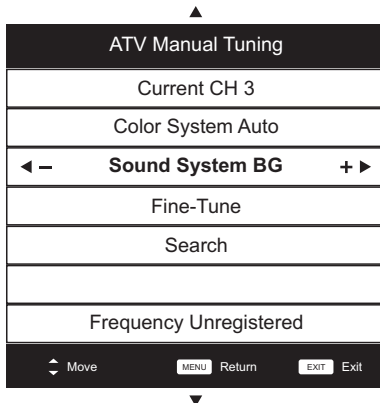 ATV Manual Tuning
Current CH 3
Color System Auto
– Sound System BG +
Fine-Tune
Search
Frequency Unregistered
Move MENU Return EXIT Exit